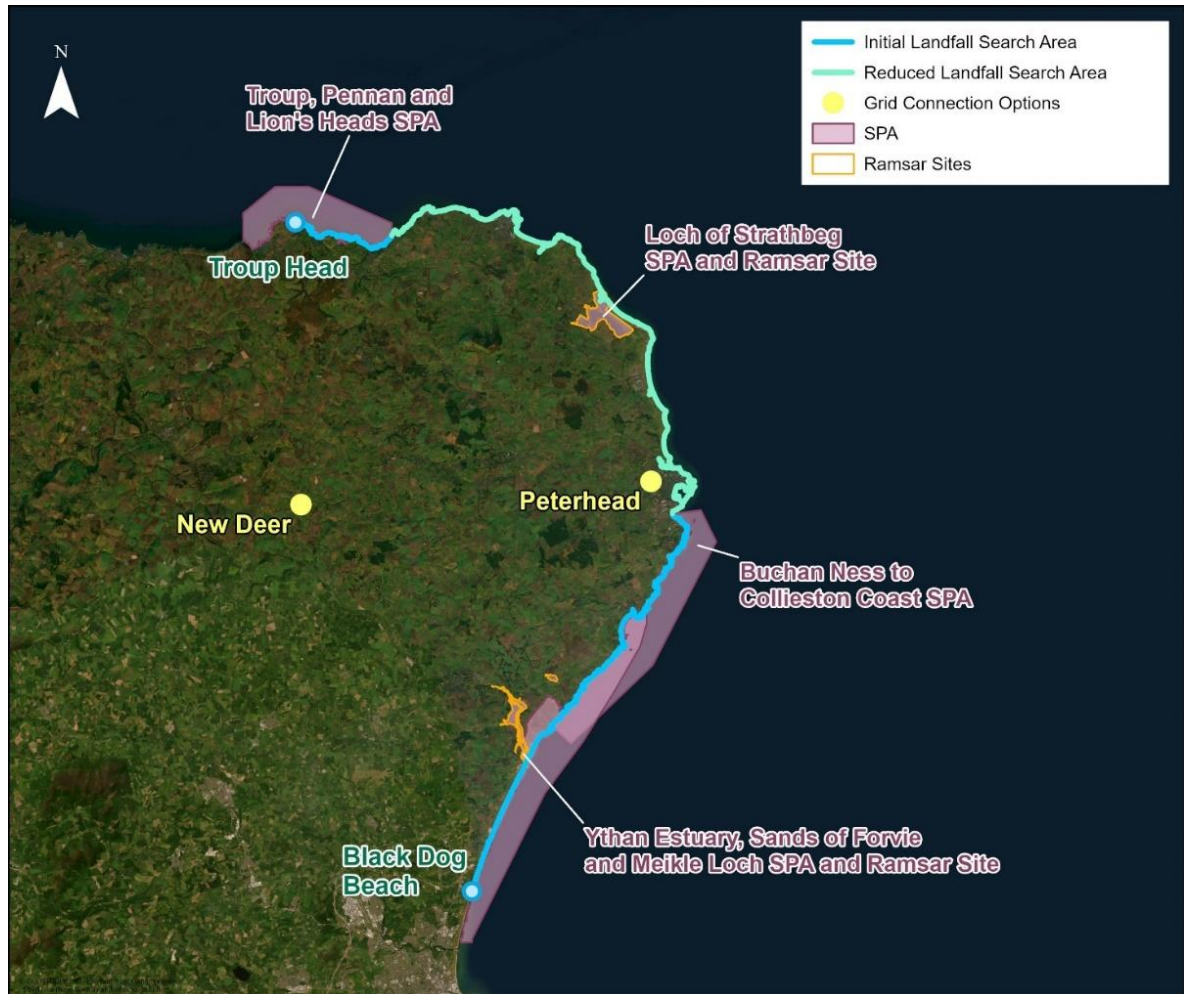 N
Initial Landfall Search Area
Reduced Landfall Search Area
Grid Connection Options
SPA
Ramsar Sites
Troup, Pennan and
Lion's Heads SPA
Troup Head
Loch of Strathbeg
SPA and Ramsar Site
Peterhead
New Deer
Buchan Ness to
Collieston Coast SPA
Ythan Estuary, Sands of Forvie
and Meikle Loch SPA and Ramsar Site
Black Dog
Beach